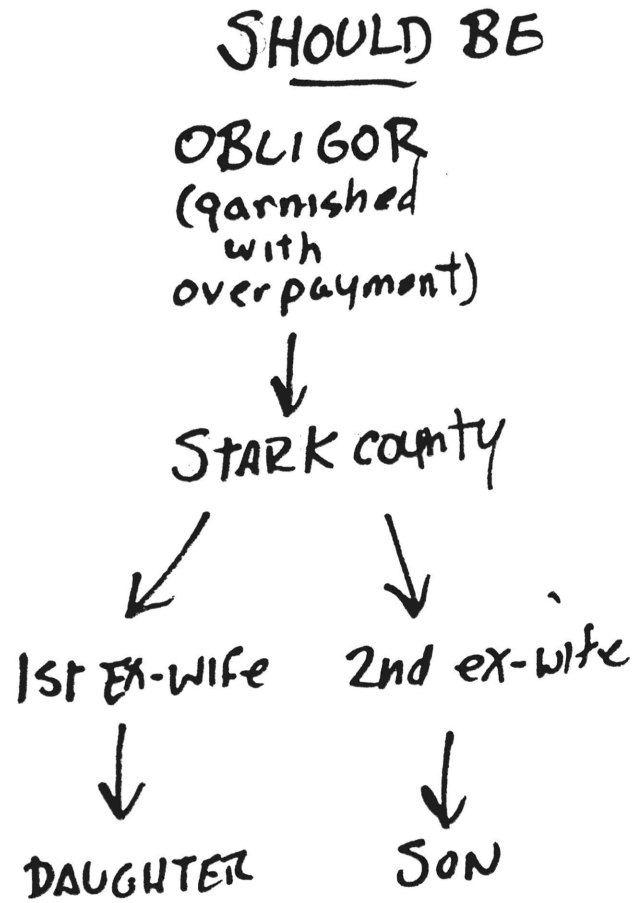 SHOULD BE
OBLIGOR
(garnished
with
overpayment)
STARK county
1st Ex-wife 2nd ex-wife
DAUGHTER SON